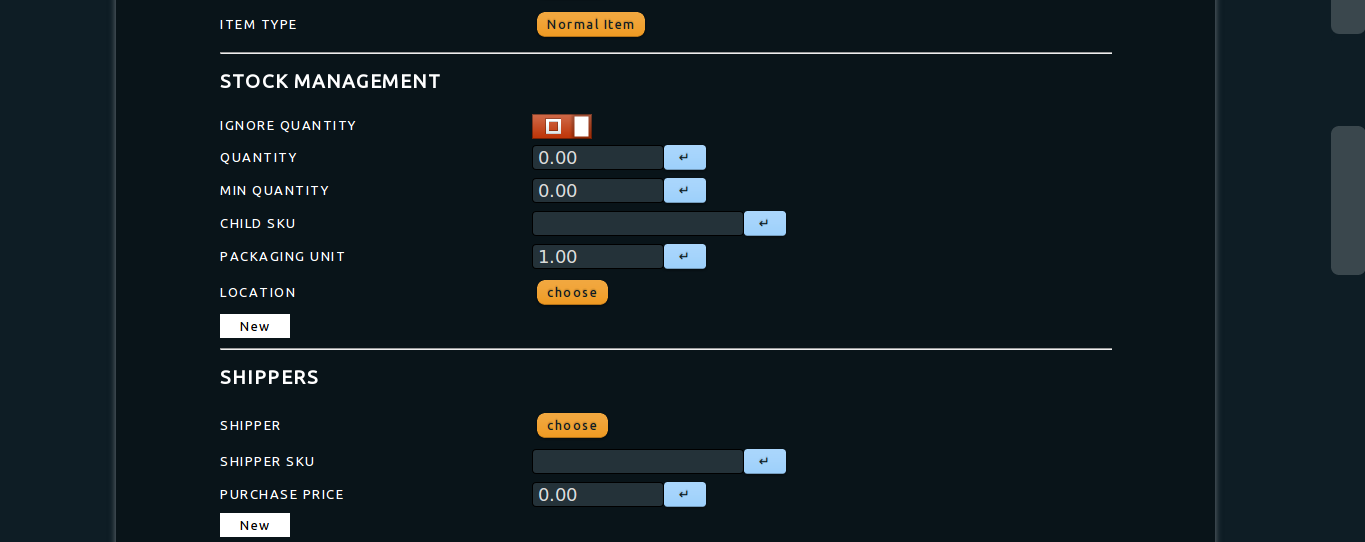 ITEM TYPE Normal Item
STOCK MANAGEMENT
IGNORE QUANTITY
QUANTITY 0.00 ↵
MIN QUANTITY 0.00 ↵
CHILD SKU ↵
PACKAGING UNIT 1.00 ↵
LOCATION choose
New
SHIPPERS
SHIPPER choose
SHIPPER SKU ↵
PURCHASE PRICE 0.00 ↵
New